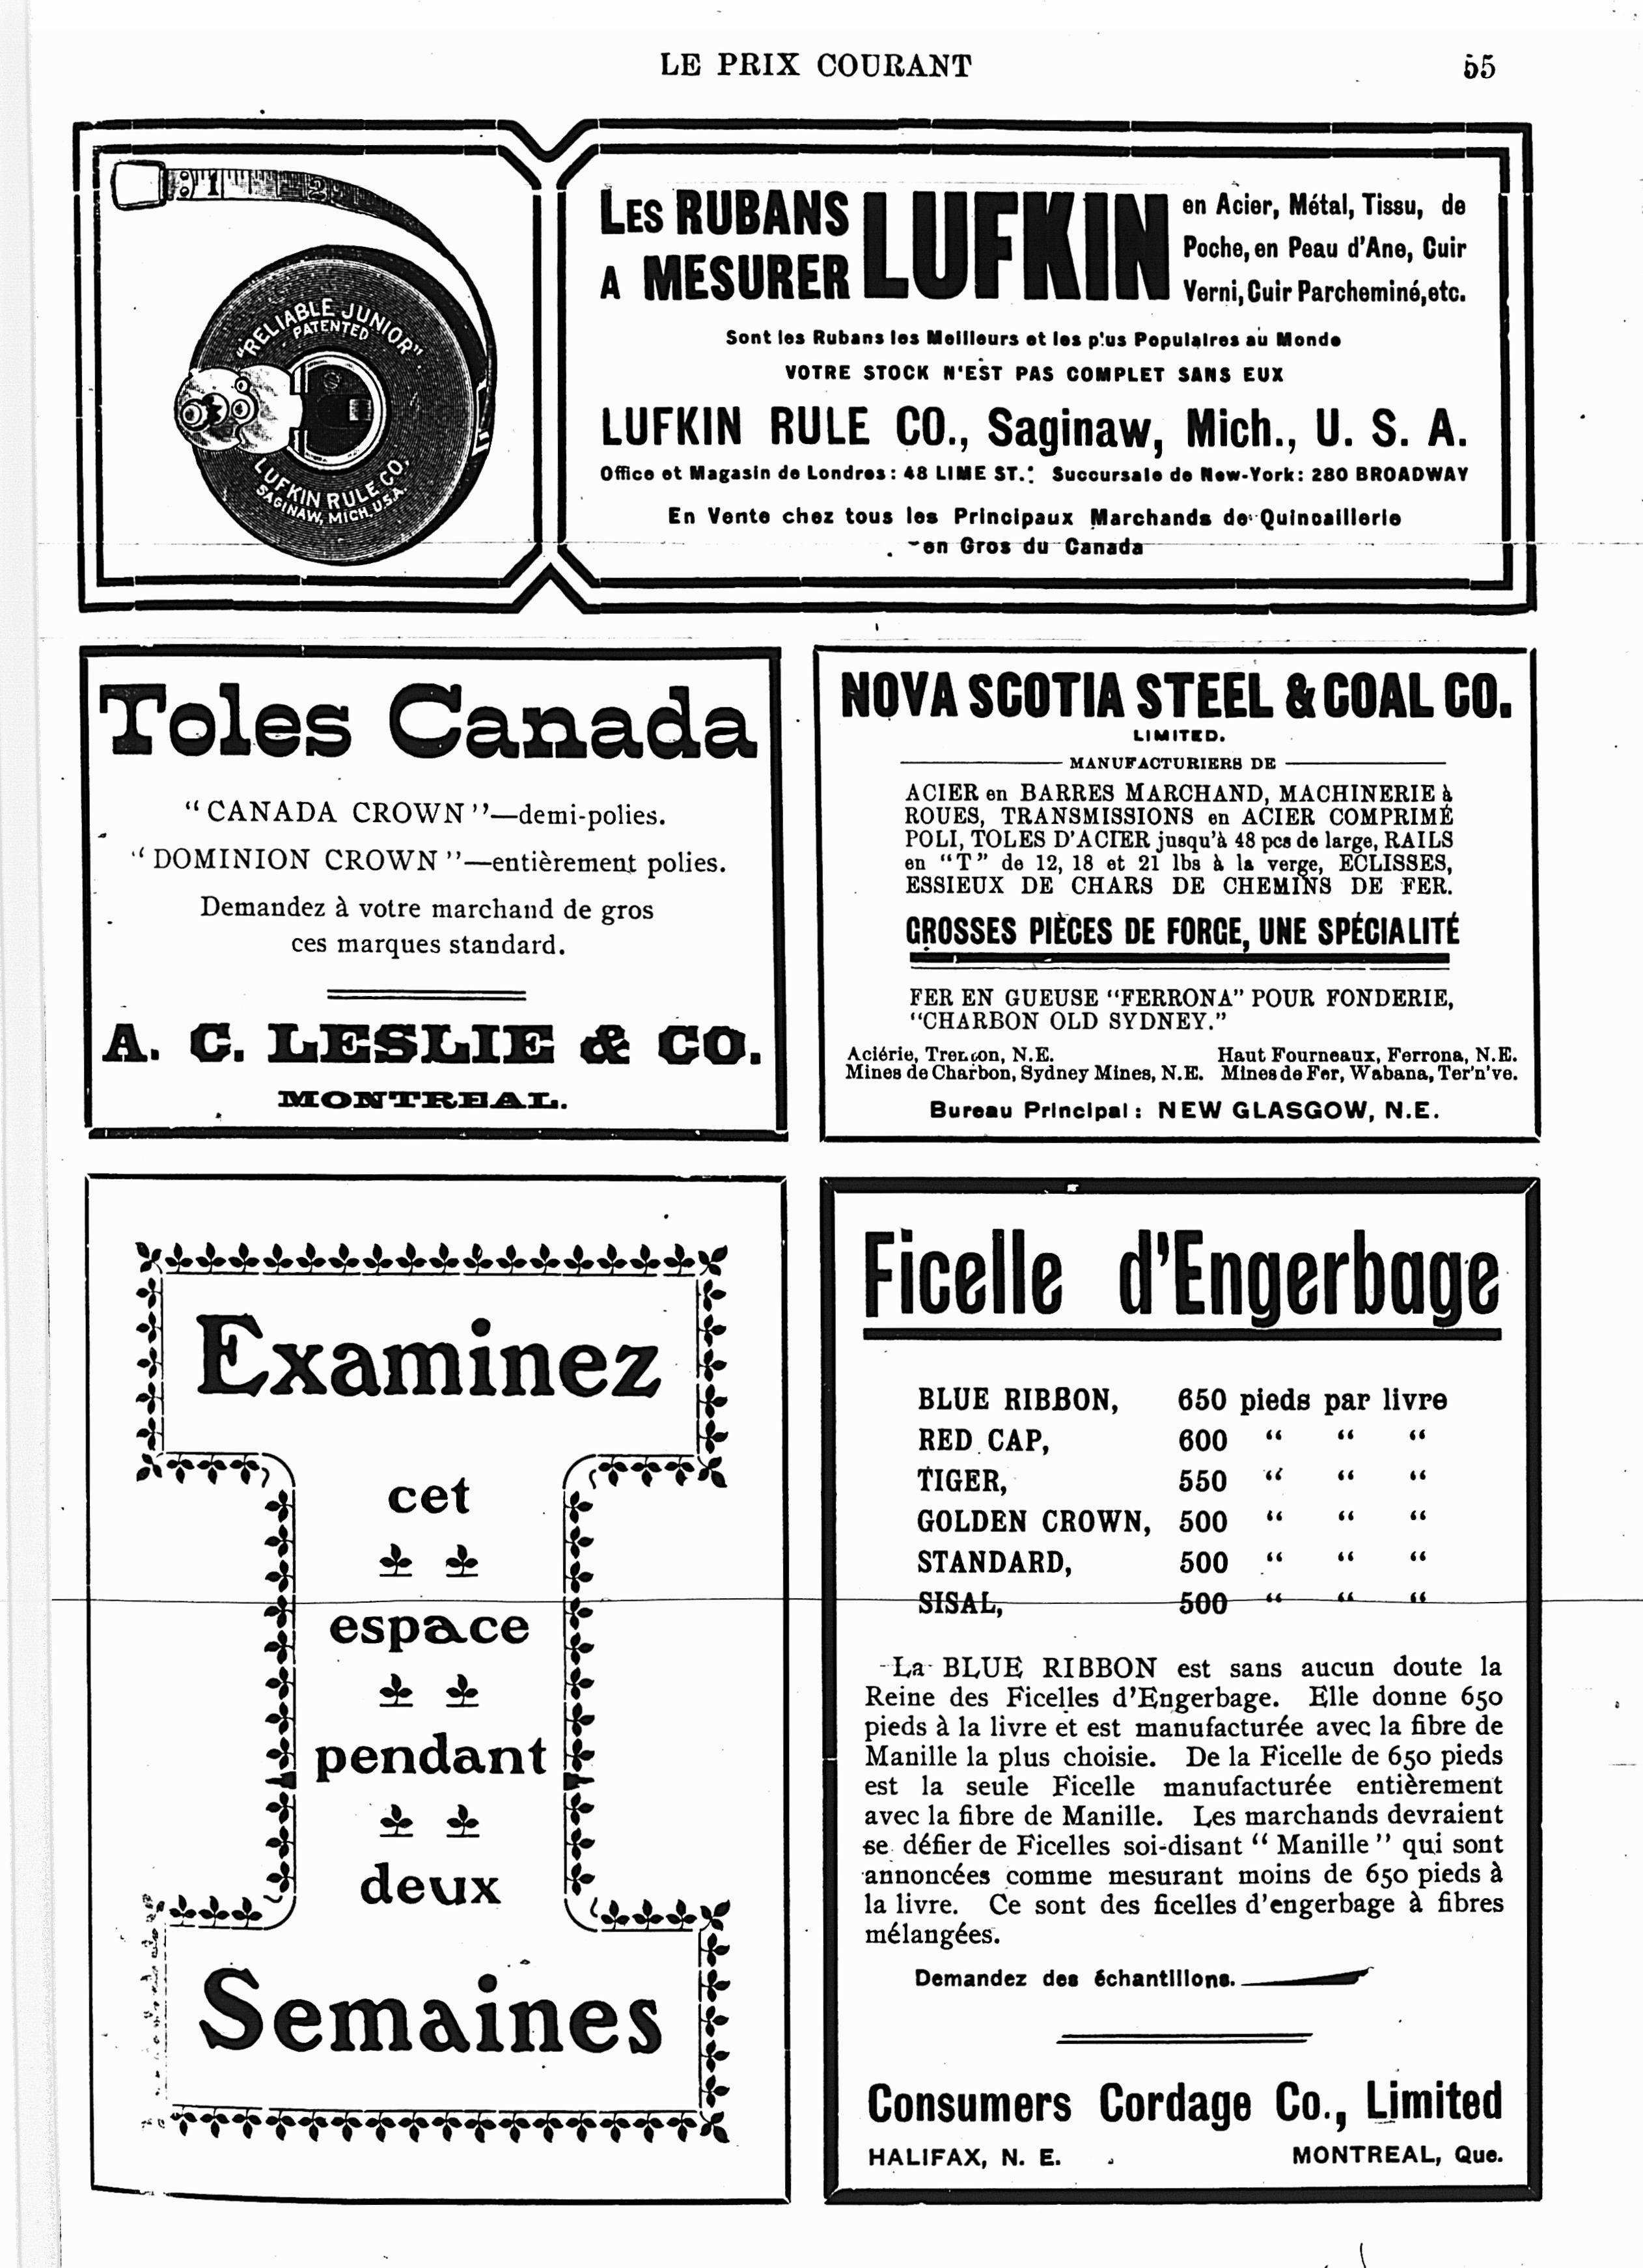 LE PRIX COURANT
55
1 2
"RELIABLE JUNIOR"
PATENTED
LUFKIN RULE CO.
SAGINAW, MICH. U.S.A.
LES RUBANS
A MESURER
LUFKIN
en Acier, Métal, Tissu, de
Poche, en Peau d'Ane, Cuir
Verni, Cuir Parcheminé, etc.
Sont les Rubans les Meilleurs et les plus Populaires au Monde
VOTRE STOCK N'EST PAS COMPLET SANS EUX
LUFKIN RULE CO., Saginaw, Mich., U. S. A.
Office et Magasin de Londres: 48 LIME ST.: Succursale de New-York: 280 BROADWAY
En Vente chez tous les Principaux Marchands de Quincaillerie
en Gros du Canada
Toles Canada
"CANADA CROWN"—demi-polies.
"DOMINION CROWN"—entièrement polies.
Demandez à votre marchand de gros
ces marques standard.
A. C. LESLIE & CO.
MONTREAL.
NOVA SCOTIA STEEL & COAL CO.
LIMITED.
MANUFACTURIERS DE
ACIER en BARRES MARCHAND, MACHINERIE à
ROUES, TRANSMISSIONS en ACIER COMPRIMÉ
POLI, TOLES D'ACIER jusqu'à 48 pcs de large, RAILS
en "T" de 12, 18 et 21 lbs à la verge, ECLISSES,
ESSIEUX DE CHARS DE CHEMINS DE FER.
GROSSES PIÈCES DE FORGE, UNE SPÉCIALITÉ
FER EN GUEUSE "FERRONA" POUR FONDERIE,
"CHARBON OLD SYDNEY."
Aciérie, Trenton, N.E. Haut Fourneaux, Ferrona, N.E.
Mines de Charbon, Sydney Mines, N.E. Mines de Fer, Wabana, Ter'n've.
Bureau Principal: NEW GLASGOW, N.E.
Examinez
cet
espace
pendant
deux
Semaines
Ficelle d'Engerbage
BLUE RIBBON, 650 pieds par livre
RED CAP, 600 " " "
TIGER, 550 " " "
GOLDEN CROWN, 500 " " "
STANDARD, 500 " " "
SISAL, 500 " " "
La BLUE RIBBON est sans aucun doute la
Reine des Ficelles d'Engerbage. Elle donne 650
pieds à la livre et est manufacturée avec la fibre de
Manille la plus choisie. De la Ficelle de 650 pieds
est la seule Ficelle manufacturée entièrement
avec la fibre de Manille. Les marchands devraient
se défier de Ficelles soi-disant "Manille" qui sont
annoncées comme mesurant moins de 650 pieds à
la livre. Ce sont des ficelles d'engerbage à fibres
mélangées.
Demandez des échantillons.
Consumers Cordage Co., Limited
HALIFAX, N. E. MONTREAL, Que.